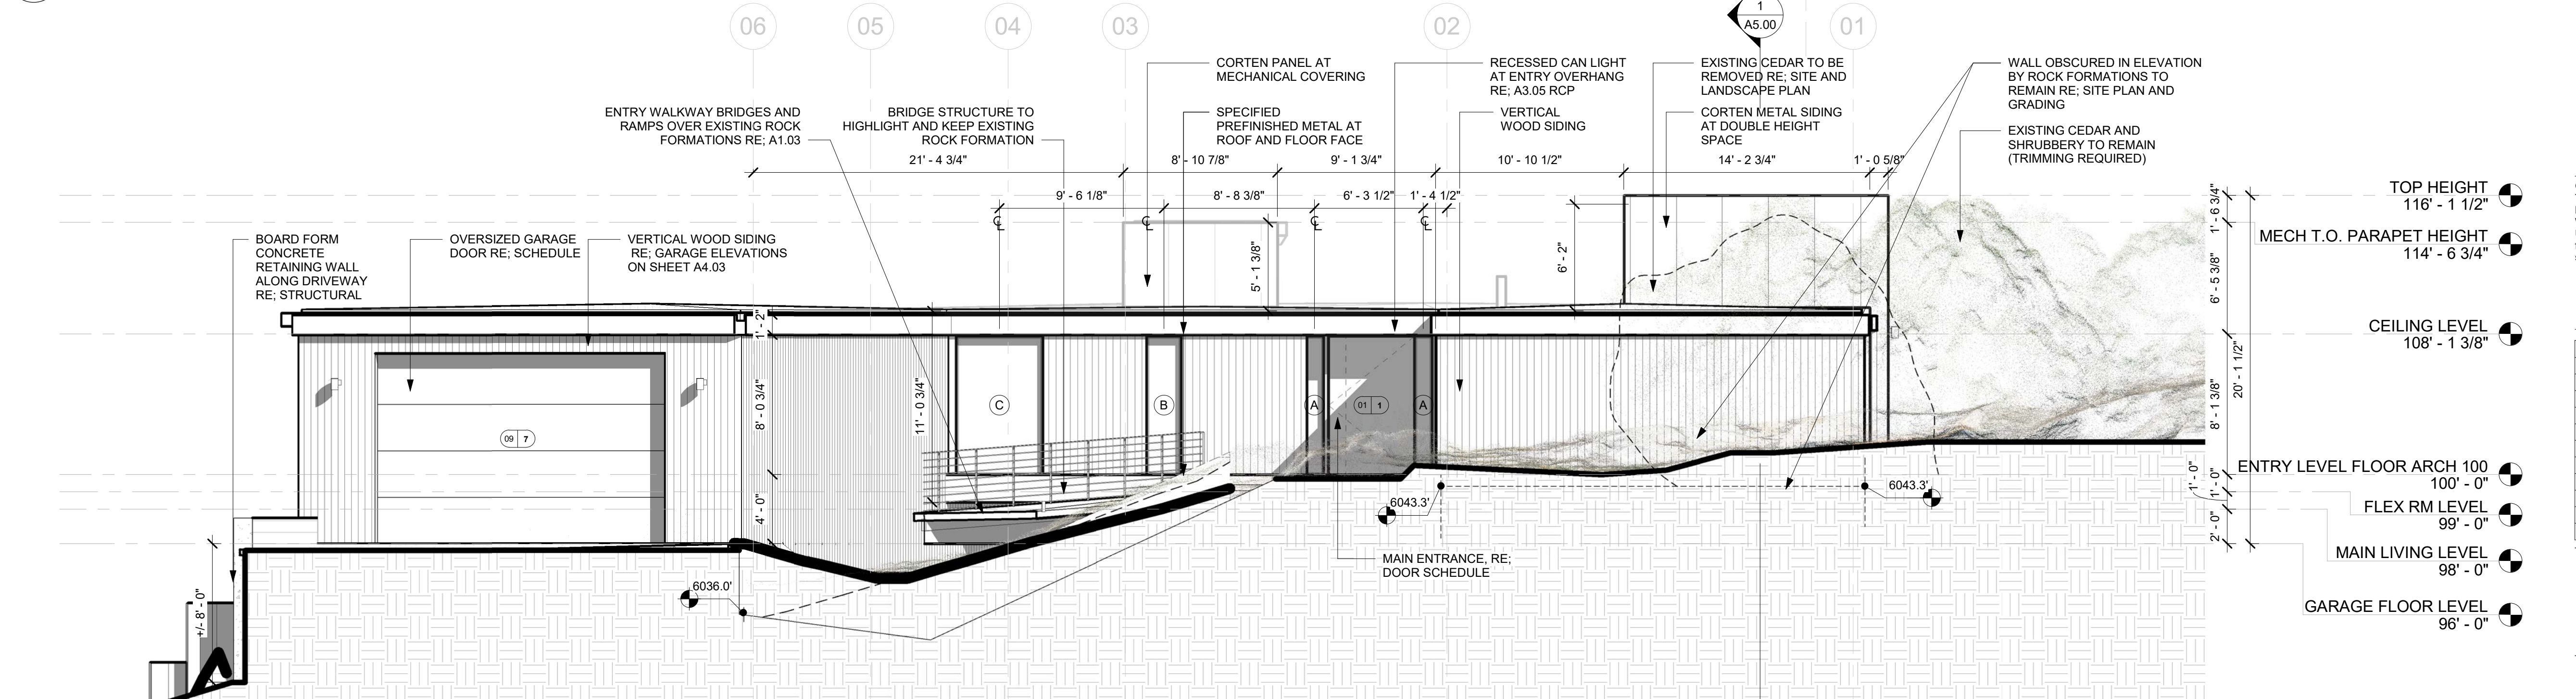 06
05
04
03
02
1
A5.00
01
CORTEN PANEL AT
MECHANICAL COVERING
RECESSED CAN LIGHT
AT ENTRY OVERHANG
RE; A3.05 RCP
EXISTING CEDAR TO BE
REMOVED RE; SITE AND
LANDSCAPE PLAN
WALL OBSCURED IN ELEVATION
BY ROCK FORMATIONS TO
REMAIN RE; SITE PLAN AND
GRADING
ENTRY WALKWAY BRIDGES AND
RAMPS OVER EXISTING ROCK
FORMATIONS RE; A1.03
BRIDGE STRUCTURE TO
HIGHLIGHT AND KEEP EXISTING
ROCK FORMATION
SPECIFIED
PREFINISHED METAL AT
ROOF AND FLOOR FACE
VERTICAL
WOOD SIDING
CORTEN METAL SIDING
AT DOUBLE HEIGHT
SPACE
EXISTING CEDAR AND
SHRUBBERY TO REMAIN
(TRIMMING REQUIRED)
21' - 4 3/4"
8' - 10 7/8"
9' - 1 3/4"
10' - 10 1/2"
14' - 2 3/4"
1' - 0 5/8"
9' - 6 1/8"
8' - 8 3/8"
6' - 3 1/2"
1' - 4 1/2"
5' - 1 3/8"
6' - 2"
BOARD FORM
CONCRETE
RETAINING WALL
ALONG DRIVEWAY
RE; STRUCTURAL
OVERSIZED GARAGE
DOOR RE; SCHEDULE
VERTICAL WOOD SIDING
RE; GARAGE ELEVATIONS
ON SHEET A4.03
1' - 2"
8' - 0 3/4"
4' - 0"
11' - 0 3/4"
09 7
C
B
A
01 1
A
6043.3'
6043.3'
6036.0'
+/- 8' - 0"
MAIN ENTRANCE, RE;
DOOR SCHEDULE
1' - 6 3/4"
6' - 5 3/8"
8' - 1 3/8"
20' - 1 1/2"
1' - 0"
1' - 0"
2' - 0"
TOP HEIGHT
116' - 1 1/2"
MECH T.O. PARAPET HEIGHT
114' - 6 3/4"
CEILING LEVEL
108' - 1 3/8"
ENTRY LEVEL FLOOR ARCH 100
100' - 0"
FLEX RM LEVEL
99' - 0"
MAIN LIVING LEVEL
98' - 0"
GARAGE FLOOR LEVEL
96' - 0"